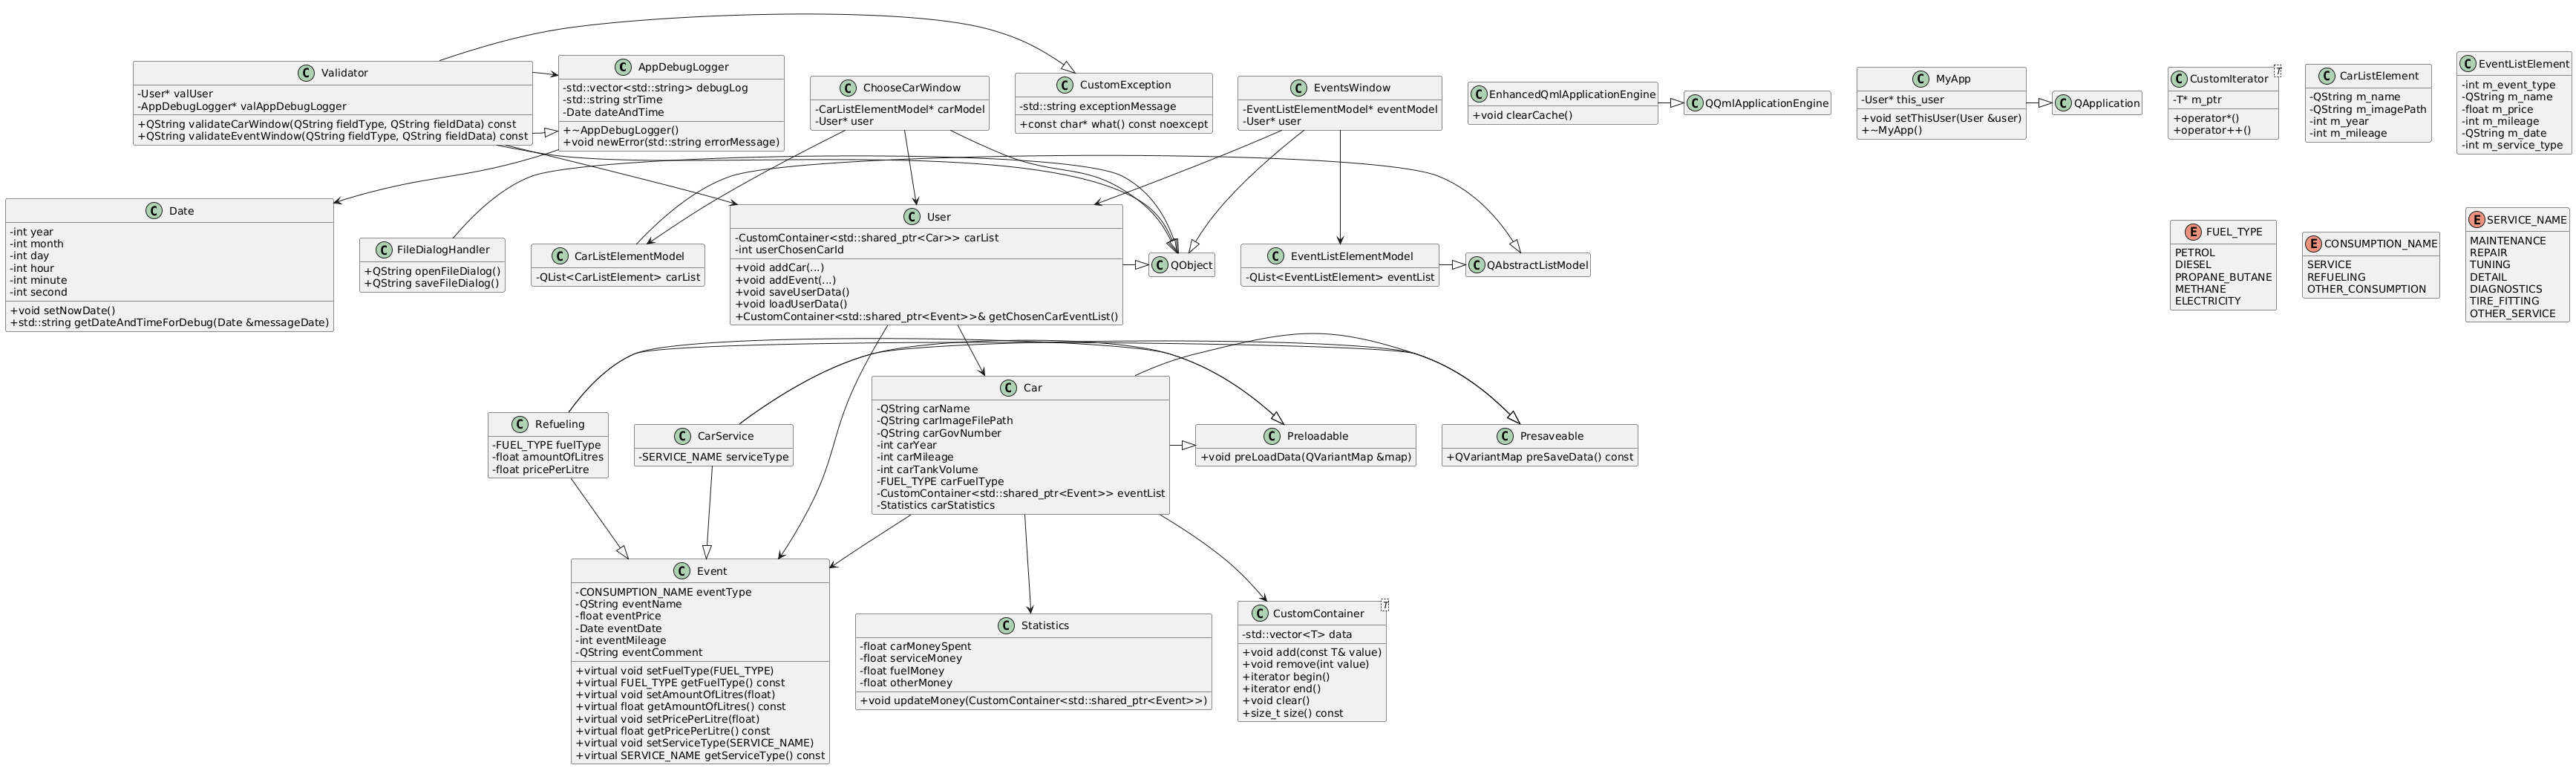 C Validator
-User* valUser
-AppDebugLogger* valAppDebugLogger
+QString validateCarWindow(QString fieldType, QString fieldData) const
+QString validateEventWindow(QString fieldType, QString fieldData) const
C AppDebugLogger
-std::vector<std::string> debugLog
-std::string strTime
-Date dateAndTime
+~AppDebugLogger()
+void newError(std::string errorMessage)
C ChooseCarWindow
-CarListElementModel* carModel
-User* user
C CustomException
-std::string exceptionMessage
+const char* what() const noexcept
C EventsWindow
-EventListElementModel* eventModel
-User* user
C EnhancedQmlApplicationEngine
+void clearCache()
C QQmlApplicationEngine
C MyApp
-User* this_user
+void setThisUser(User &user)
+~MyApp()
C QApplication
C CustomIterator T
-T* m_ptr
+operator*()
+operator++()
C CarListElement
-QString m_name
-QString m_imagePath
-int m_year
-int m_mileage
C EventListElement
-int m_event_type
-QString m_name
-float m_price
-int m_mileage
-QString m_date
-int m_service_type
C Date
-int year
-int month
-int day
-int hour
-int minute
-int second
+void setNowDate()
+std::string getDateAndTimeForDebug(Date &messageDate)
C FileDialogHandler
+QString openFileDialog()
+QString saveFileDialog()
C CarListElementModel
-QList<CarListElement> carList
C User
-CustomContainer<std::shared_ptr<Car>> carList
-int userChosenCarId
+void addCar(...)
+void addEvent(...)
+void saveUserData()
+void loadUserData()
+CustomContainer<std::shared_ptr<Event>>& getChosenCarEventList()
C QObject
C EventListElementModel
-QList<EventListElement> eventList
C QAbstractListModel
E FUEL_TYPE
PETROL
DIESEL
PROPANE_BUTANE
METHANE
ELECTRICITY
E CONSUMPTION_NAME
SERVICE
REFUELING
OTHER_CONSUMPTION
E SERVICE_NAME
MAINTENANCE
REPAIR
TUNING
DETAIL
DIAGNOSTICS
TIRE_FITTING
OTHER_SERVICE
C Refueling
-FUEL_TYPE fuelType
-float amountOfLitres
-float pricePerLitre
C CarService
-SERVICE_NAME serviceType
C Car
-QString carName
-QString carImageFilePath
-QString carGovNumber
-int carYear
-int carMileage
-int carTankVolume
-FUEL_TYPE carFuelType
-CustomContainer<std::shared_ptr<Event>> eventList
-Statistics carStatistics
C Preloadable
+void preLoadData(QVariantMap &map)
C Presaveable
+QVariantMap preSaveData() const
C Event
-CONSUMPTION_NAME eventType
-QString eventName
-float eventPrice
-Date eventDate
-int eventMileage
-QString eventComment
+virtual void setFuelType(FUEL_TYPE)
+virtual FUEL_TYPE getFuelType() const
+virtual void setAmountOfLitres(float)
+virtual float getAmountOfLitres() const
+virtual void setPricePerLitre(float)
+virtual float getPricePerLitre() const
+virtual void setServiceType(SERVICE_NAME)
+virtual SERVICE_NAME getServiceType() const
C Statistics
-float carMoneySpent
-float serviceMoney
-float fuelMoney
-float otherMoney
+void updateMoney(CustomContainer<std::shared_ptr<Event>>)
C CustomContainer T
-std::vector<T> data
+void add(const T& value)
+void remove(int value)
+iterator begin()
+iterator end()
+void clear()
+size_t size() const